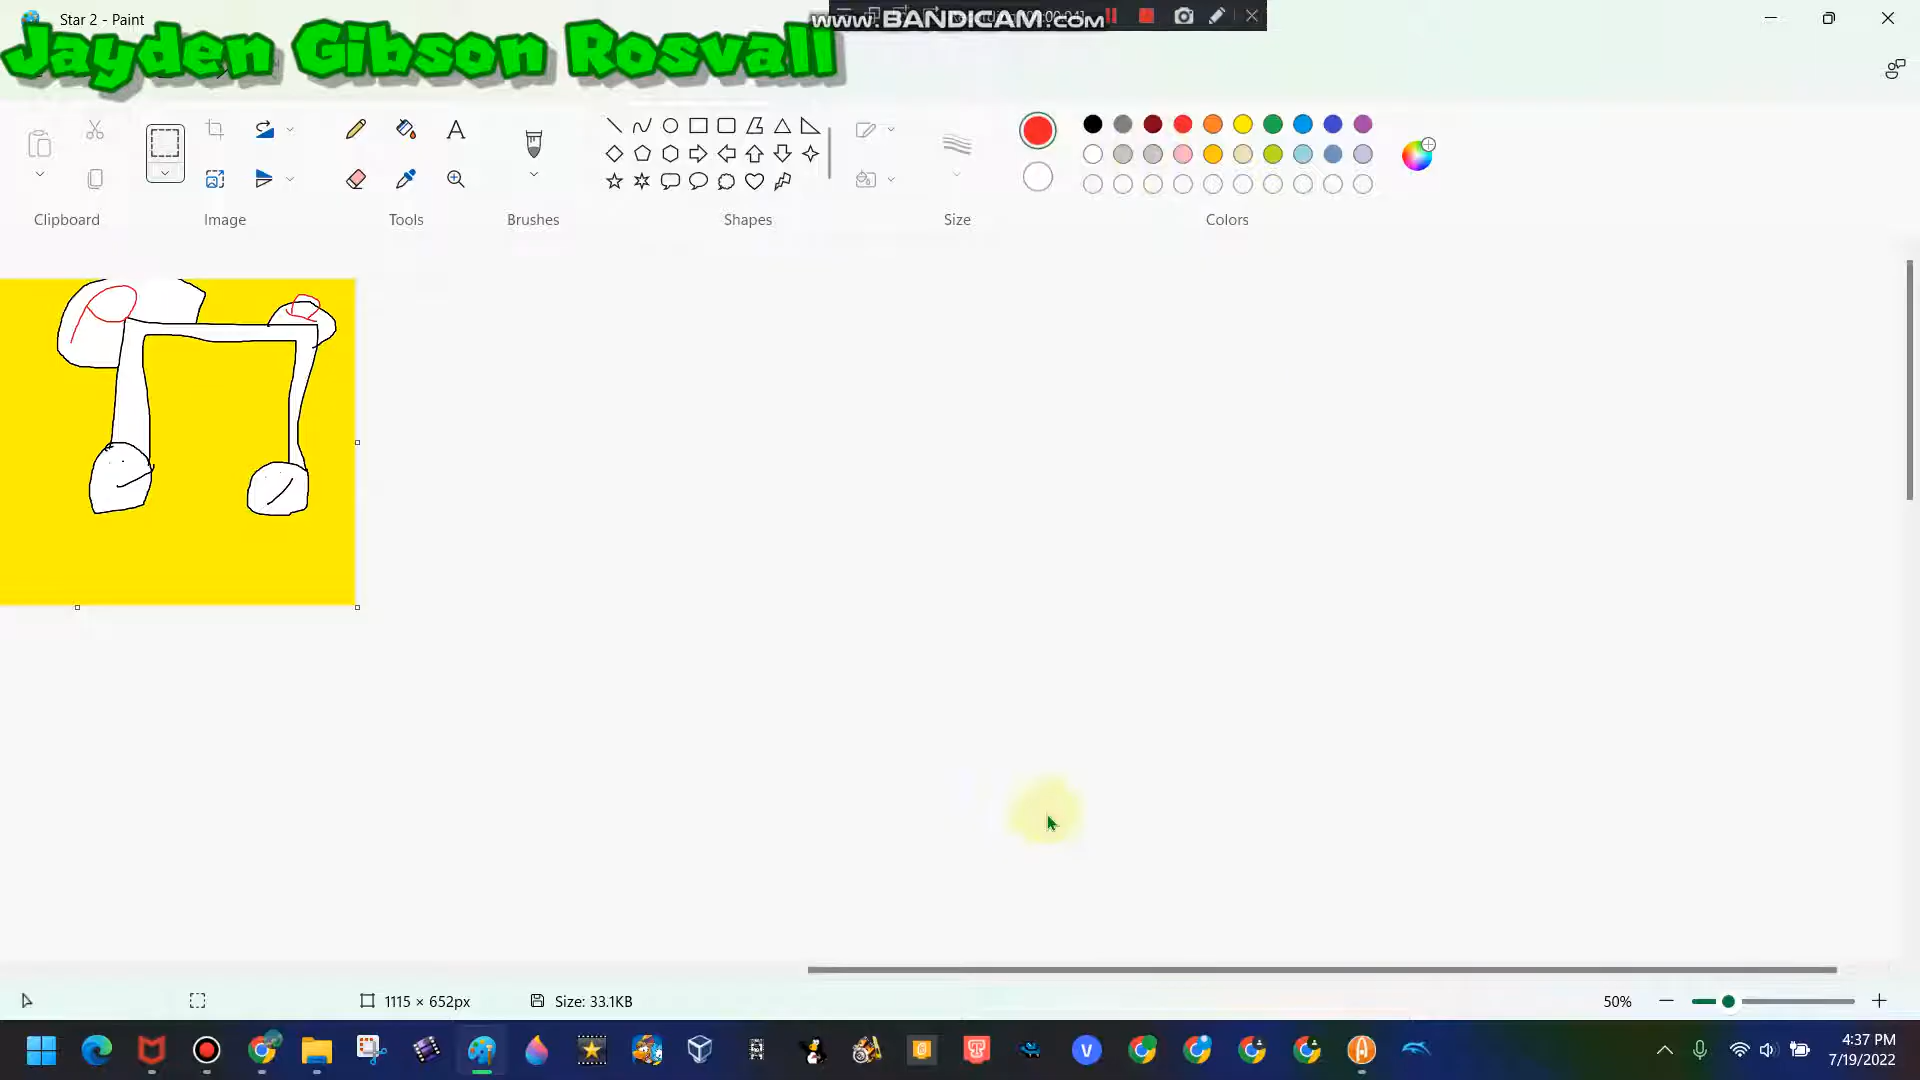 Star 2 - Paint
www.BANDICAM.com
Jayden Gibson Rosvall
Clipboard
Image
Tools
Brushes
Shapes
Size
Colors
1115 × 652px
Size: 33.1KB
50%
4:37 PM
7/19/2022